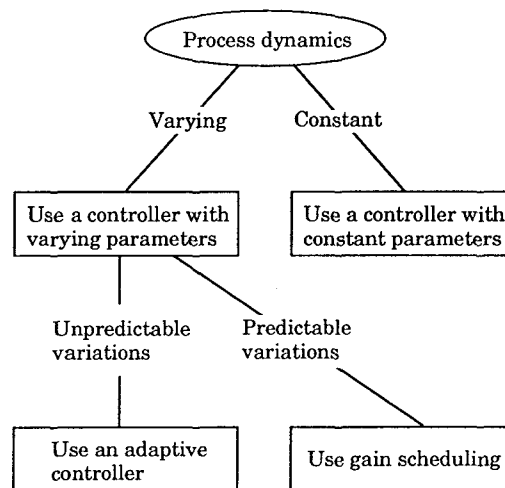 Process dynamics
Varying
Constant
Use a controller with
varying parameters
Use a controller with
constant parameters
Unpredictable
variations
Predictable
variations
Use an adaptive
controller
Use gain scheduling